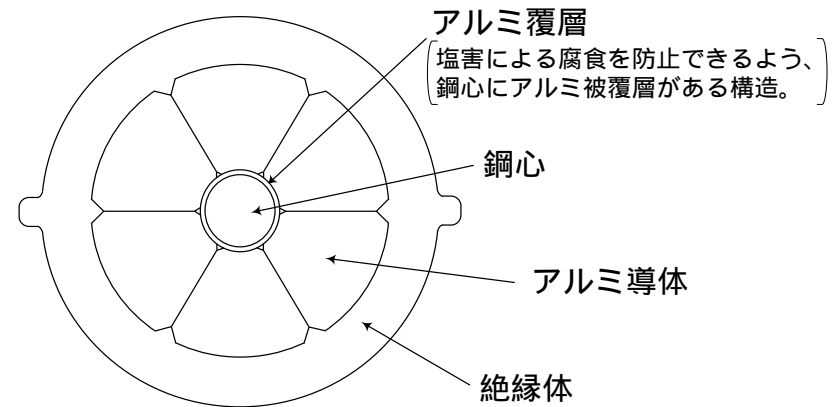 アルミ覆層
(塩害による腐食を防止できるよう、
鋼心にアルミ被覆層がある構造。)
鋼心
アルミ導体
絶縁体